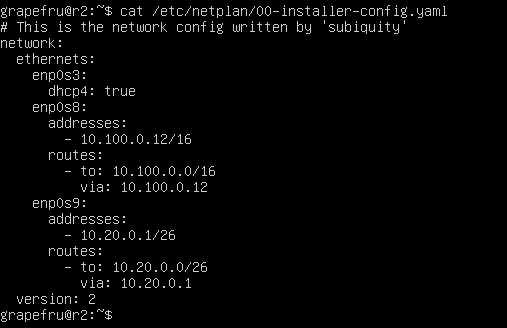 grapefru@r2:~$ cat /etc/netplan/00-installer-config.yaml
# This is the network config written by 'subiquity'
network:
  ethernets:
    enp0s3:
      dhcp4: true
    enp0s8:
      addresses:
        - 10.100.0.12/16
      routes:
        - to: 10.100.0.0/16
          via: 10.100.0.12
    enp0s9:
      addresses:
        - 10.20.0.1/26
      routes:
        - to: 10.20.0.0/26
          via: 10.20.0.1
  version: 2
grapefru@r2:~$